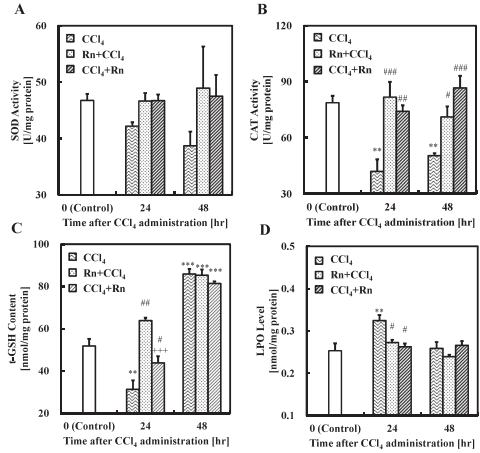 A
CCl4
Rn+CCl4
CCl4+Rn
60
50
40
30
SOD Activity
[U/mg protein]
0 (Control) 24 48
Time after CCl4 administration [hr]
B
CCl4
Rn+CCl4
CCl4+Rn
120
90
60
30
CAT Activity
[U/mg protein]
** ### ## ** # ###
0 (Control) 24 48
Time after CCl4 administration [hr]
C
CCl4
Rn+CCl4
CCl4+Rn
100
80
60
40
20
t-GSH Content
[nmol/mg protein]
** ## # +++ *** *** ***
0 (Control) 24 48
Time after CCl4 administration [hr]
D
CCl4
Rn+CCl4
CCl4+Rn
0.5
0.4
0.3
0.2
0.1
LPO Level
[nmol/mg protein]
** # #
0 (Control) 24 48
Time after CCl4 administration [hr]